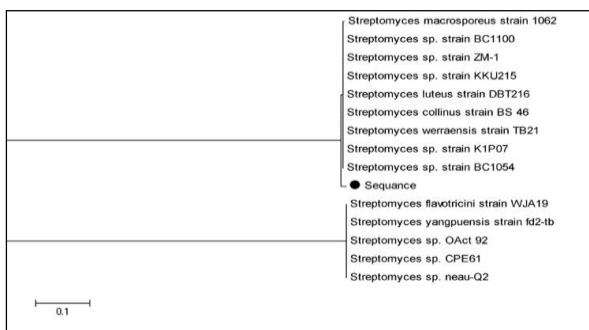 Streptomyces macrosporeus strain 1062
Streptomyces sp. strain BC1100
Streptomyces sp. strain ZM-1
Streptomyces sp. strain KKU215
Streptomyces luteus strain DBT216
Streptomyces collinus strain BS 46
Streptomyces werraensis strain TB21
Streptomyces sp. strain K1P07
Streptomyces sp. strain BC1054
Sequance
Streptomyces flavotricini strain WJA19
Streptomyces yangpuensis strain fd2-tb
Streptomyces sp. OAct 92
Streptomyces sp. CPE61
Streptomyces sp. neau-Q2
0.1